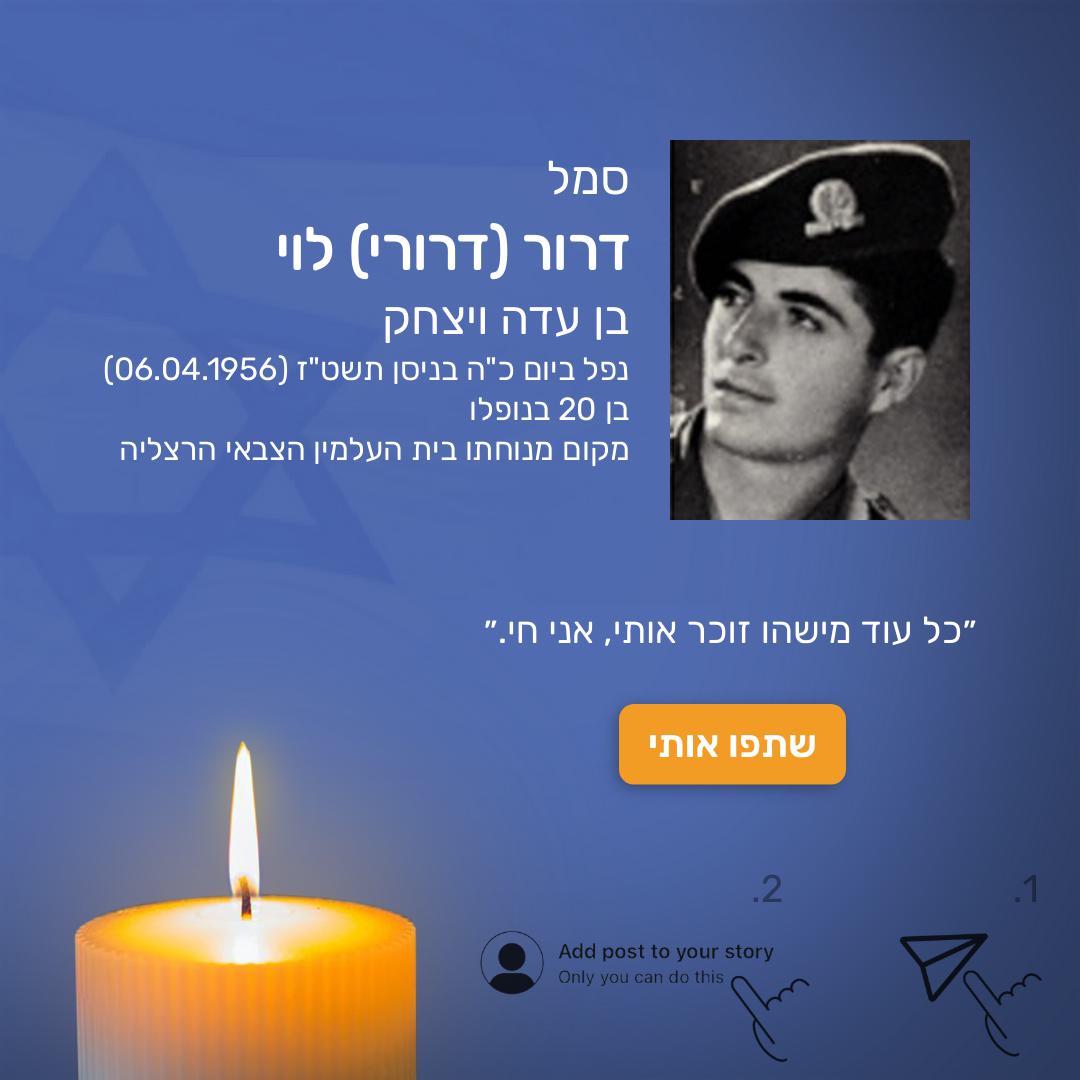 סמל
דרור (דרורי) לוי
בן עדה ויצחק
נפל ביום כ"ה בניסן תשט"ז (06.04.1956)
בן 20 בנופלו
מקום מנוחתו בית העלמין הצבאי הרצליה
״כל עוד מישהו זוכר אותי, אני חי.״
שתפו אותי
.1
.2
Add post to your story
Only you can do this